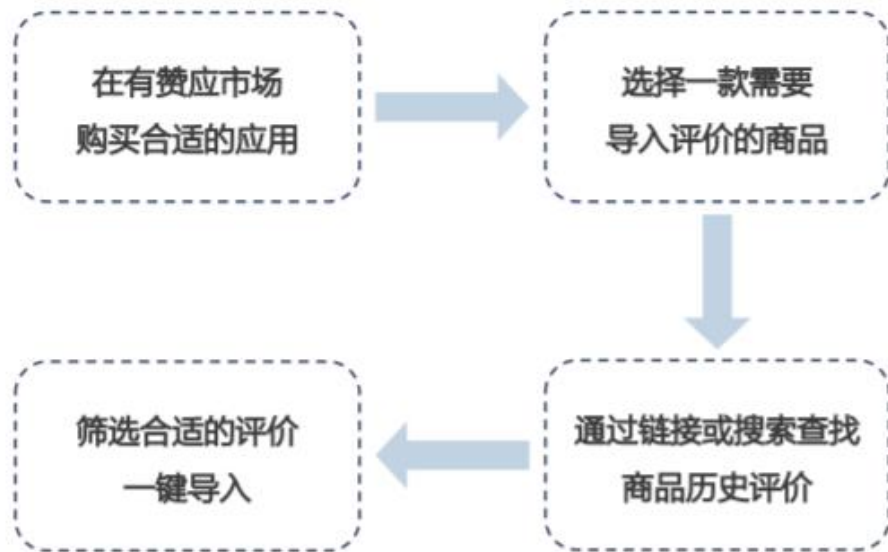 在有赞应市场
购买合适的应用
选择一款需要
导入评价的商品
通过链接或搜索查找
商品历史评价
筛选合适的评价
一键导入